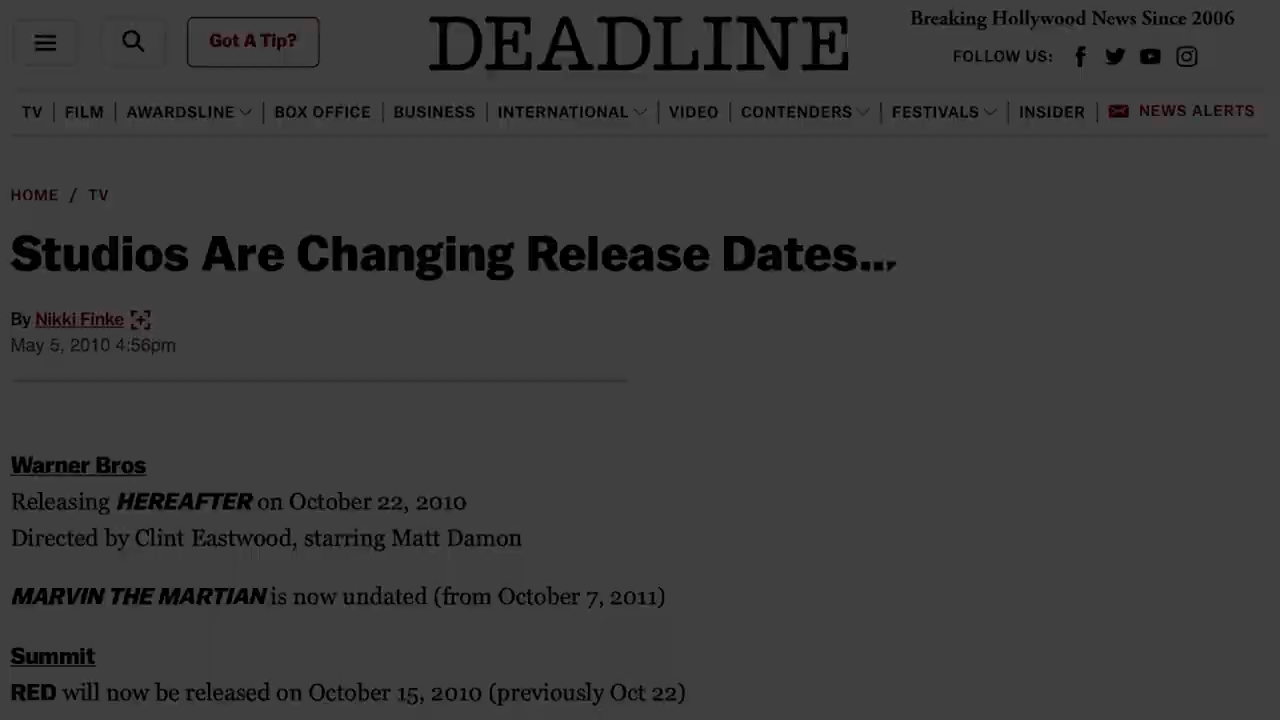 Got A Tip?
DEADLINE
Breaking Hollywood News Since 2006
FOLLOW US:
TV FILM AWARDSLINE BOX OFFICE BUSINESS INTERNATIONAL VIDEO CONTENDERS FESTIVALS INSIDER NEWS ALERTS
HOME / TV
Studios Are Changing Release Dates...
By Nikki Finke
May 5, 2010 4:56pm
Warner Bros
Releasing HEREAFTER on October 22, 2010
Directed by Clint Eastwood, starring Matt Damon
MARVIN THE MARTIAN is now undated (from October 7, 2011)
Summit
RED will now be released on October 15, 2010 (previously Oct 22)